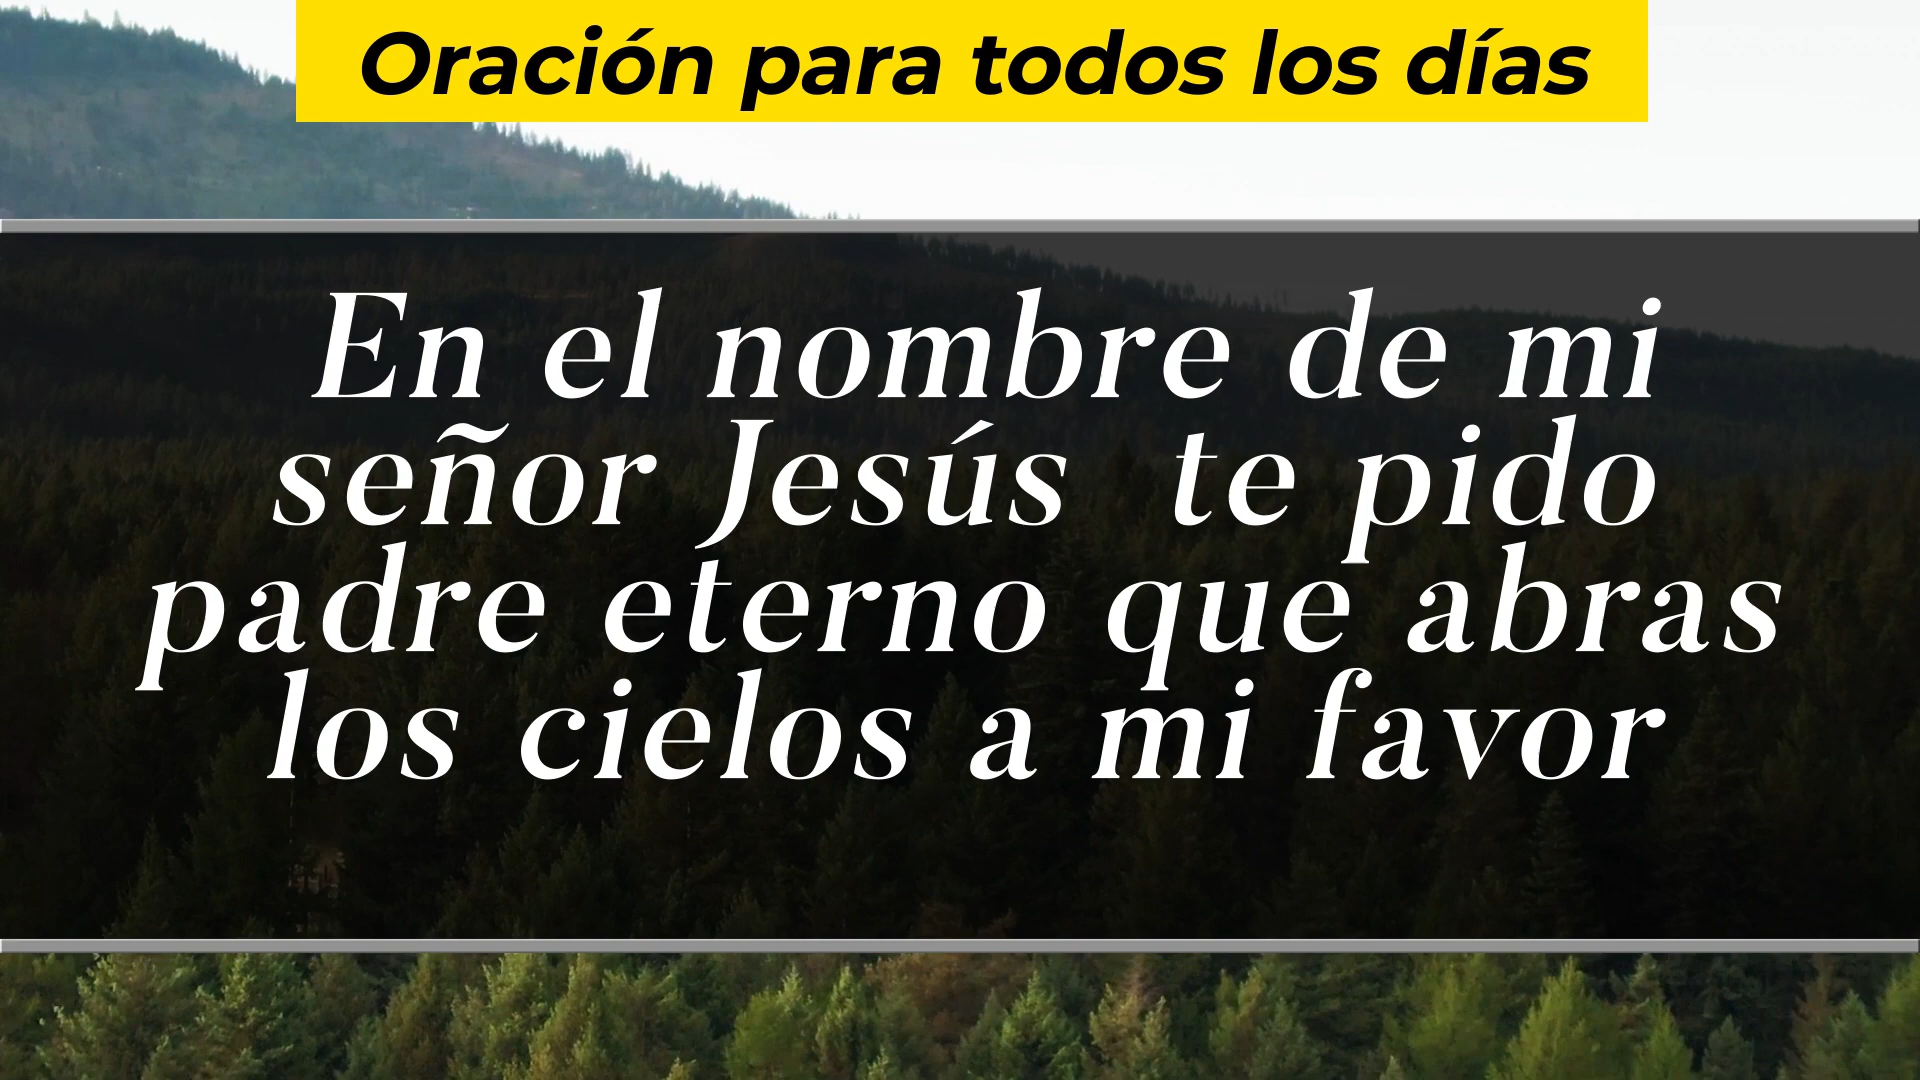 Oración para todos los días
En el nombre de mi
señor Jesús te pido
padre eterno que abras
los cielos a mi favor